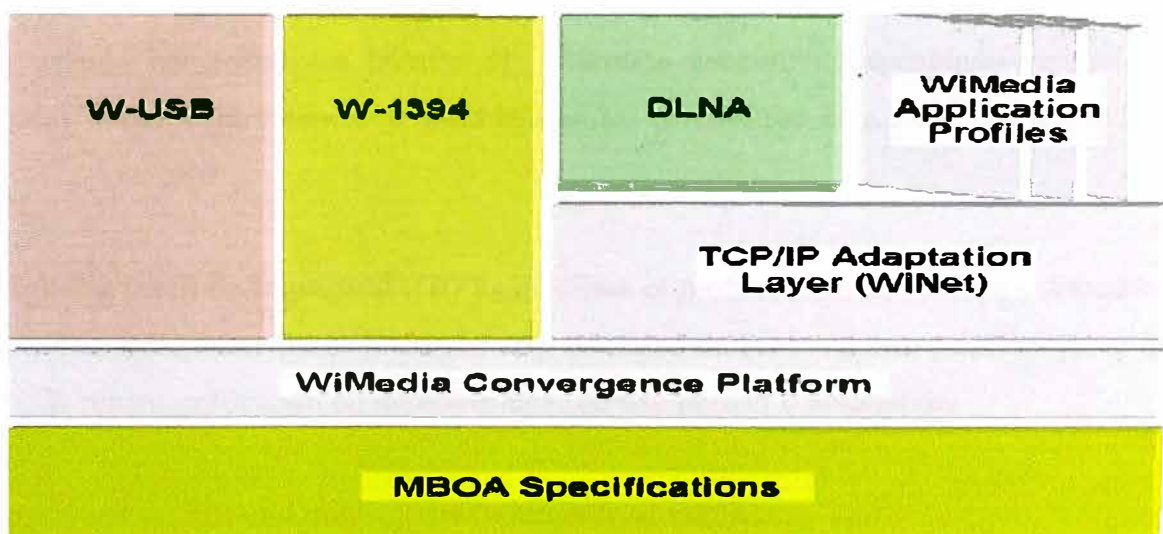 W-USB
W-1394
DLNA
WiMedia
Application
Profiles
TCP/IP Adaptation
Layer (WiNet)
WiMedia Convergence Platform
MBOA Specifications